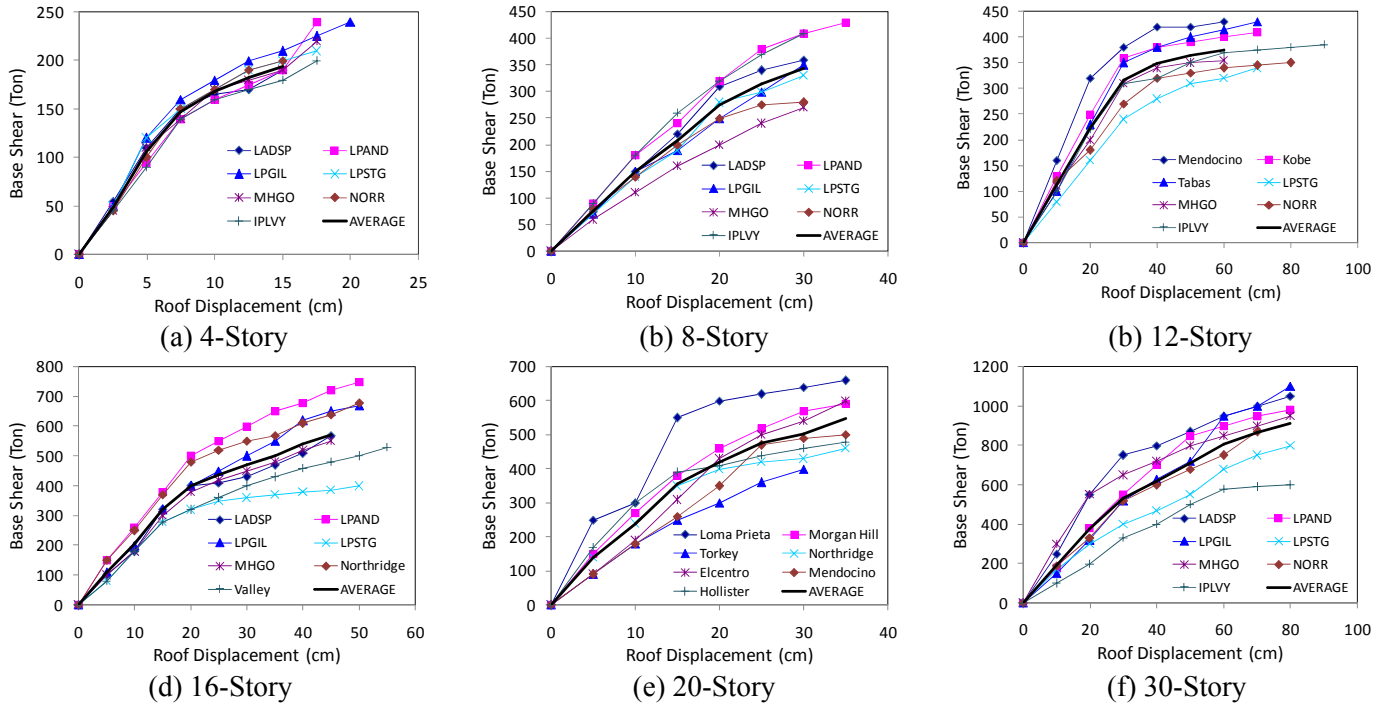 250
200
150
100
50
0
Base Shear (Ton)
LADSP LPAND
LPGIL LPSTG
MHGO NORR
IPLVY AVERAGE
0 5 10 15 20 25
Roof Displacement (cm)
(a) 4-Story
450
400
350
300
250
200
150
100
50
0
Base Shear (Ton)
LADSP LPAND
LPGIL LPSTG
MHGO NORR
IPLVY AVERAGE
0 10 20 30 40
Roof Displacement (cm)
(b) 8-Story
450
400
350
300
250
200
150
100
50
0
Base Shear (Ton)
Mendocino Kobe
Tabas LPSTG
MHGO NORR
IPLVY AVERAGE
0 20 40 60 80 100
Roof Displacement (cm)
(b) 12-Story
800
700
600
500
400
300
200
100
0
Base Shear (Ton)
LADSP LPAND
LPGIL LPSTG
MHGO Northridge
Valley AVERAGE
0 10 20 30 40 50 60
Roof Displacement (cm)
(d) 16-Story
700
600
500
400
300
200
100
0
Base Shear (Ton)
Loma Prieta Morgan Hill
Torkey Northridge
Elcentro Mendocino
Hollister AVERAGE
0 10 20 30 40
Roof Displacement (cm)
(e) 20-Story
1200
1000
800
600
400
200
0
Base Shear (Ton)
LADSP LPAND
LPGIL LPSTG
MHGO NORR
IPLVY AVERAGE
0 20 40 60 80 100
Roof Displacement (cm)
(f) 30-Story